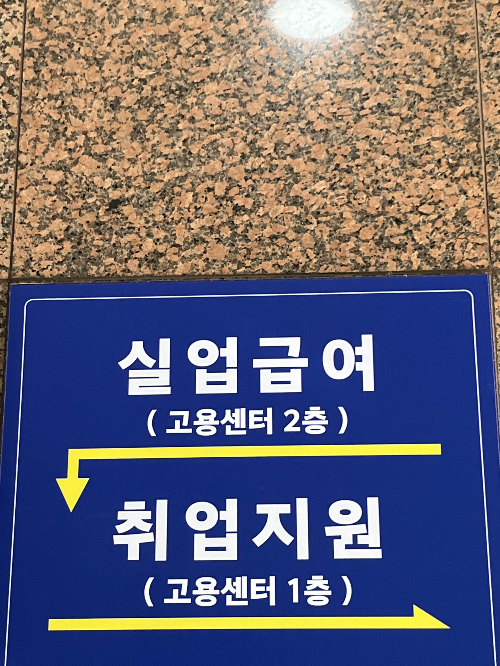 실업급여
( 고용센터 2층 )
취업지원
( 고용센터 1층 )